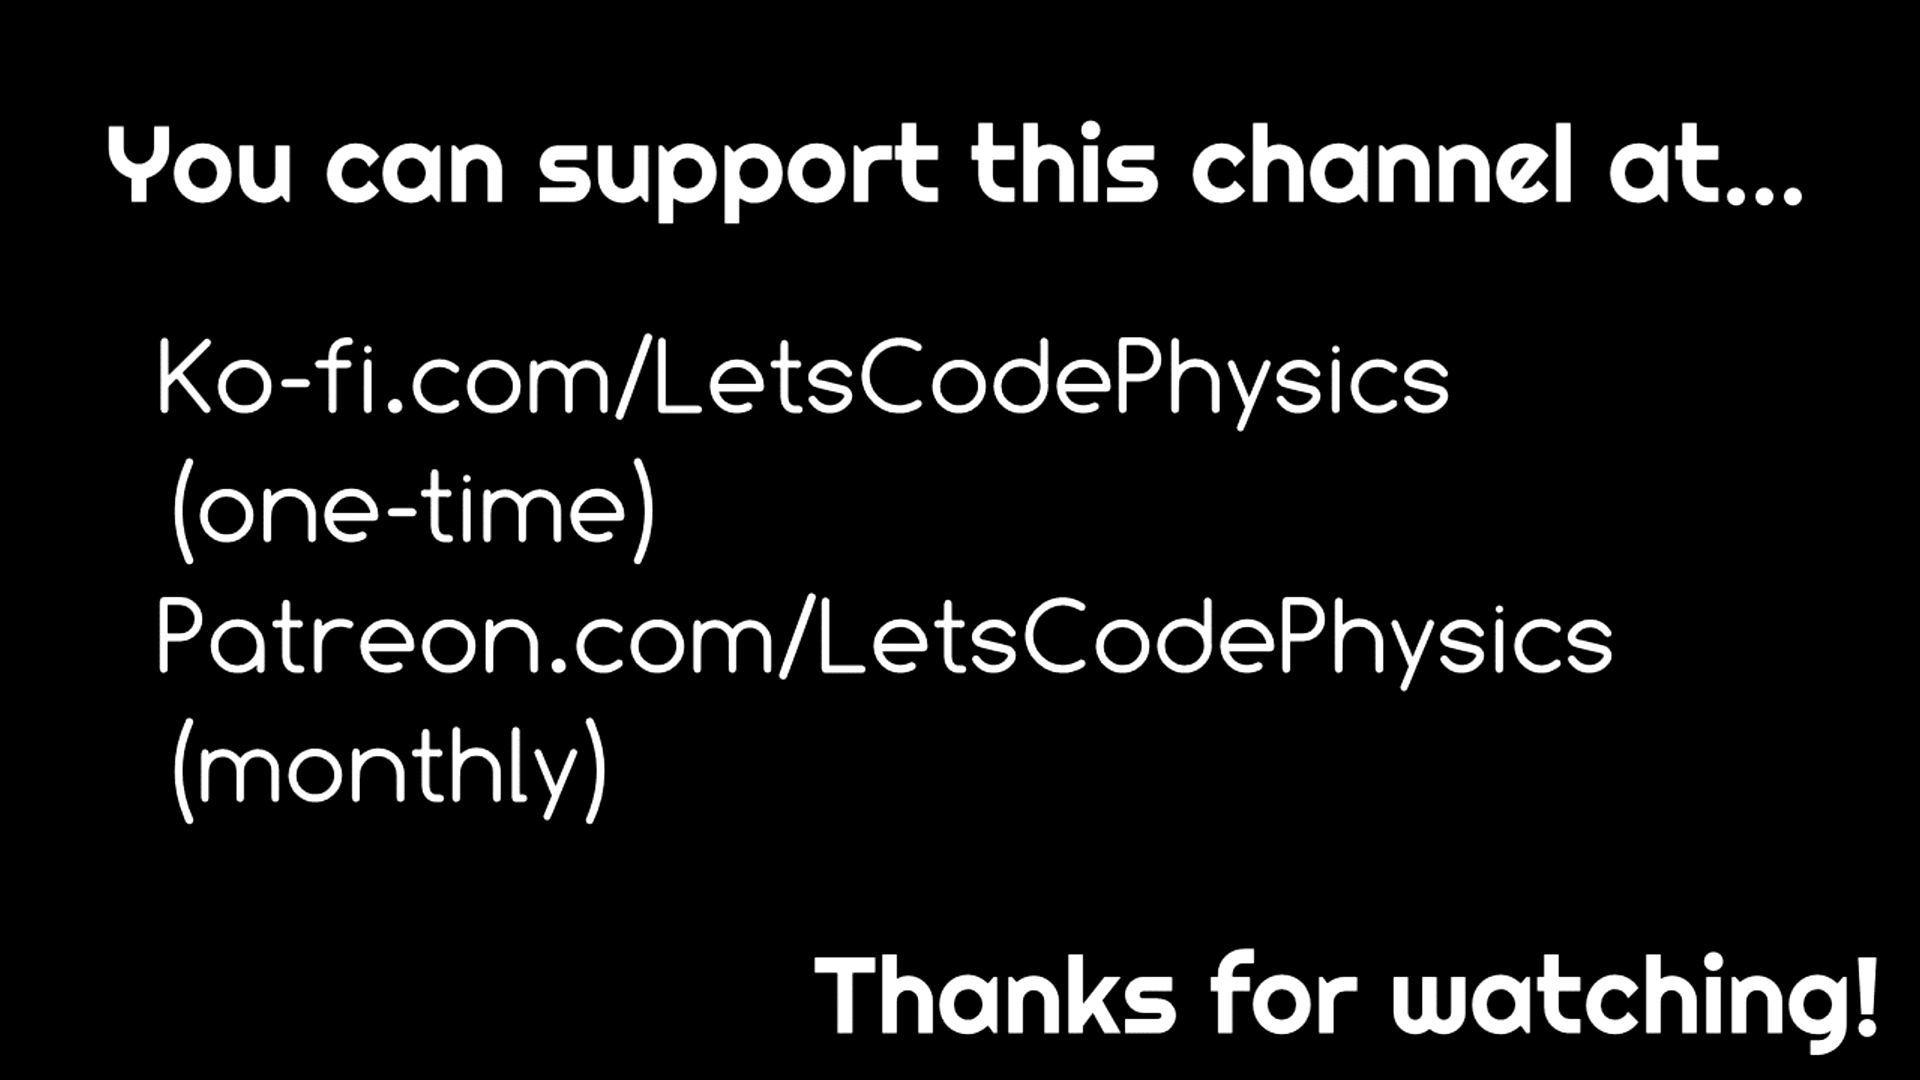 You can support this channel at...
Ko-fi.com/LetsCodePhysics
(one-time)
Patreon.com/LetsCodePhysics
(monthly)
Thanks for watching!